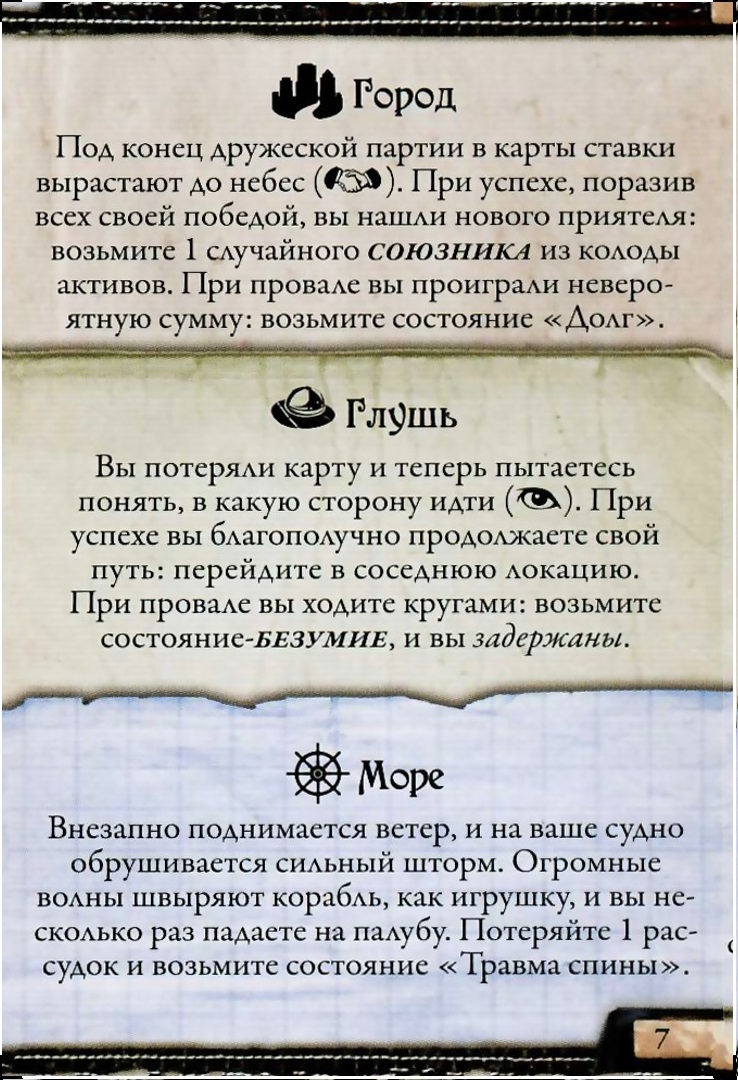 Город
Под конец дружеской партии в карты ставки
вырастают до небес ( ). При успехе, поразив
всех своей победой, вы нашли нового приятеля:
возьмите 1 случайного СОЮЗНИКА из колоды
активов. При провале вы проиграли неверо-
ятную сумму: возьмите состояние «Долг».
Глушь
Вы потеряли карту и теперь пытаетесь
понять, в какую сторону идти ( ). При
успехе вы благополучно продолжаете свой
путь: перейдите в соседнюю локацию.
При провале вы ходите кругами: возьмите
состояние-БЕЗУМИЕ, и вы задержаны.
Море
Внезапно поднимается ветер, и на ваше судно
обрушивается сильный шторм. Огромные
волны швыряют корабль, как игрушку, и вы не-
сколько раз падаете на палубу. Потеряйте 1 рас-
судок и возьмите состояние «Травма спины».
7